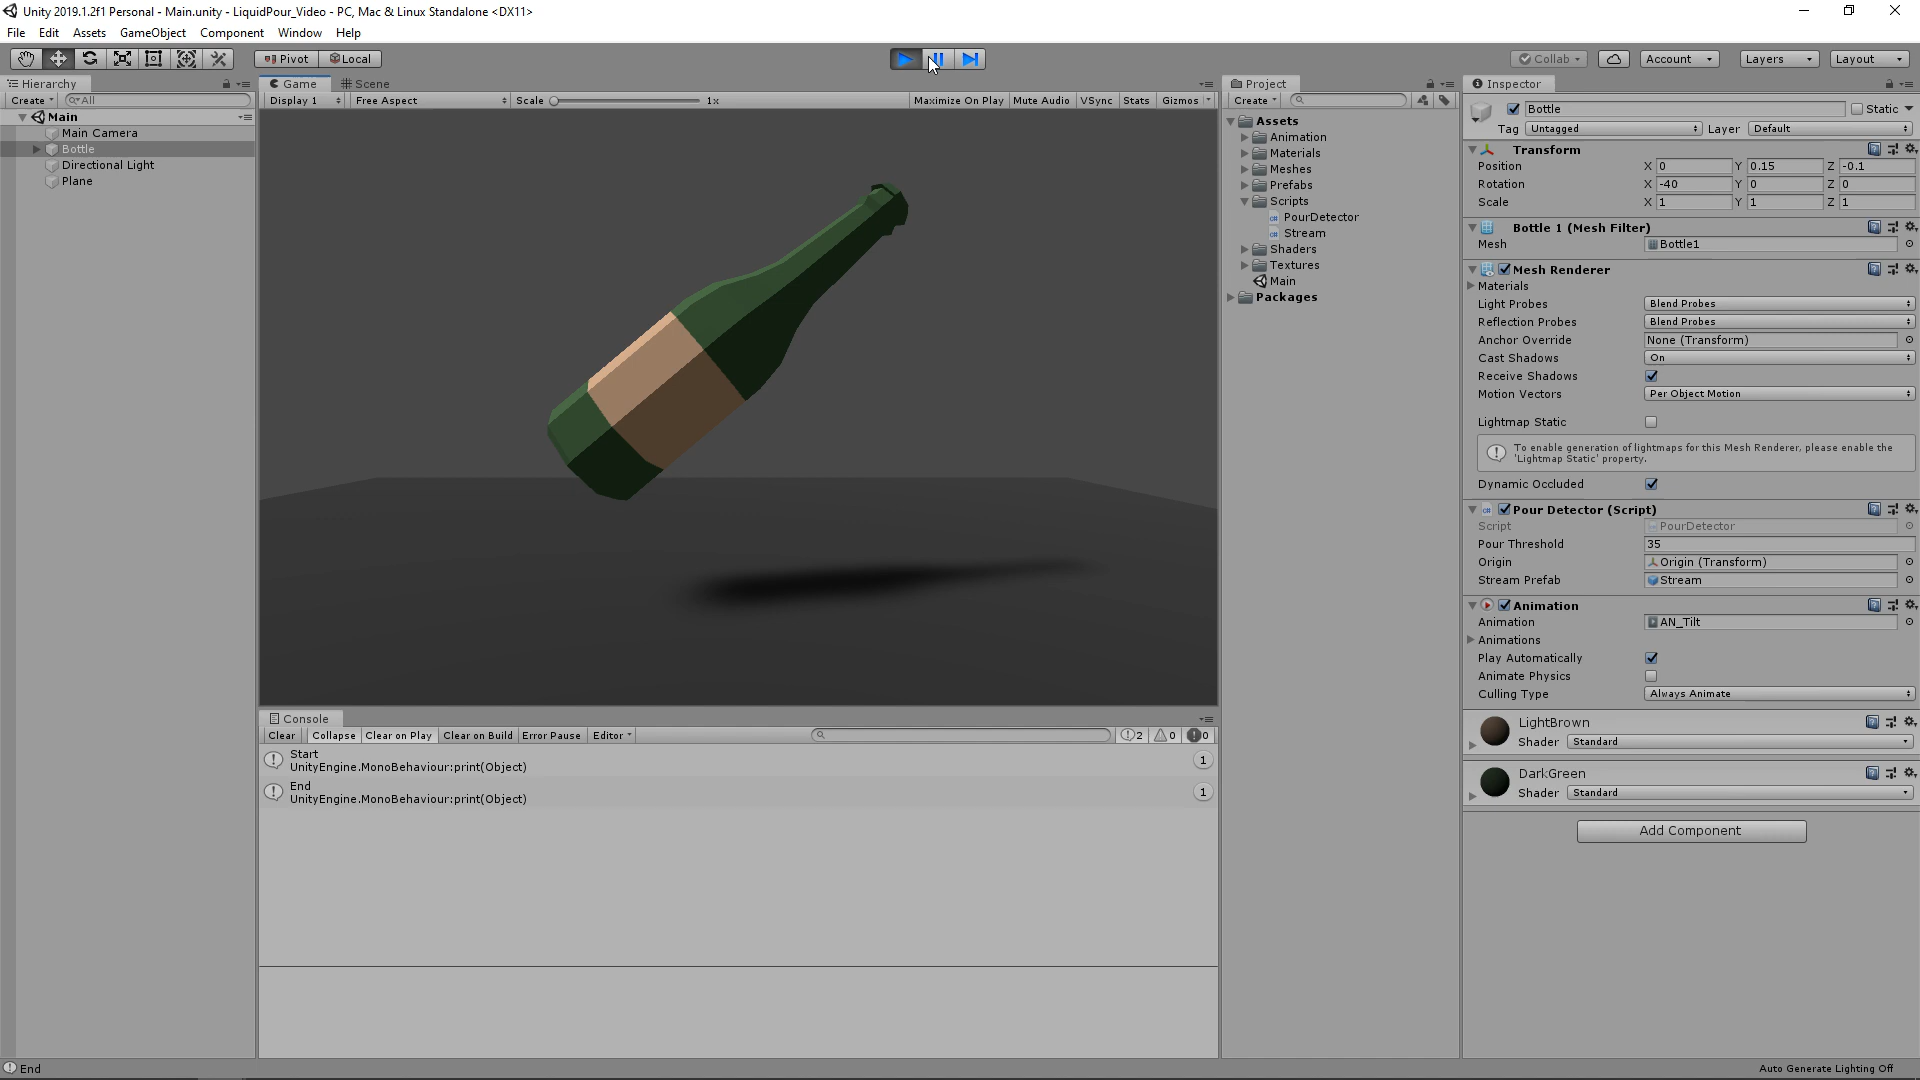 Unity 2019.1.2f1 Personal - Main.unity - LiquidPour_Video - PC, Mac & Linux Standalone <DX11>
File Edit Assets GameObject Component Window Help
Pivot Local Collab Account Layers Layout
Hierarchy
Create All
Main
Main Camera
Bottle
Directional Light
Plane
Game Scene
Display 1 Free Aspect Scale 1x Maximize On Play Mute Audio VSync Stats Gizmos
Console
Clear Collapse Clear on Play Clear on Build Error Pause Editor 2 0 0
Start
UnityEngine.MonoBehaviour:print(Object)
1
End
UnityEngine.MonoBehaviour:print(Object)
1
Project
Create
Assets
Animation
Materials
Meshes
Prefabs
Scripts
PourDetector
Stream
Shaders
Textures
Main
Packages
Inspector
Bottle Static
Tag Untagged Layer Default
Transform
Position X 0 Y 0.15 Z -0.1
Rotation X -40 Y 0 Z 0
Scale X 1 Y 1 Z 1
Bottle 1 (Mesh Filter)
Mesh Bottle1
Mesh Renderer
Materials
Light Probes Blend Probes
Reflection Probes Blend Probes
Anchor Override None (Transform)
Cast Shadows On
Receive Shadows
Motion Vectors Per Object Motion
Lightmap Static
To enable generation of lightmaps for this Mesh Renderer, please enable the
'Lightmap Static' property.
Dynamic Occluded
Pour Detector (Script)
Script PourDetector
Pour Threshold 35
Origin Origin (Transform)
Stream Prefab Stream
Animation
Animation AN_Tilt
Animations
Play Automatically
Animate Physics
Culling Type Always Animate
LightBrown
Shader Standard
DarkGreen
Shader Standard
Add Component
End
Auto Generate Lighting Off